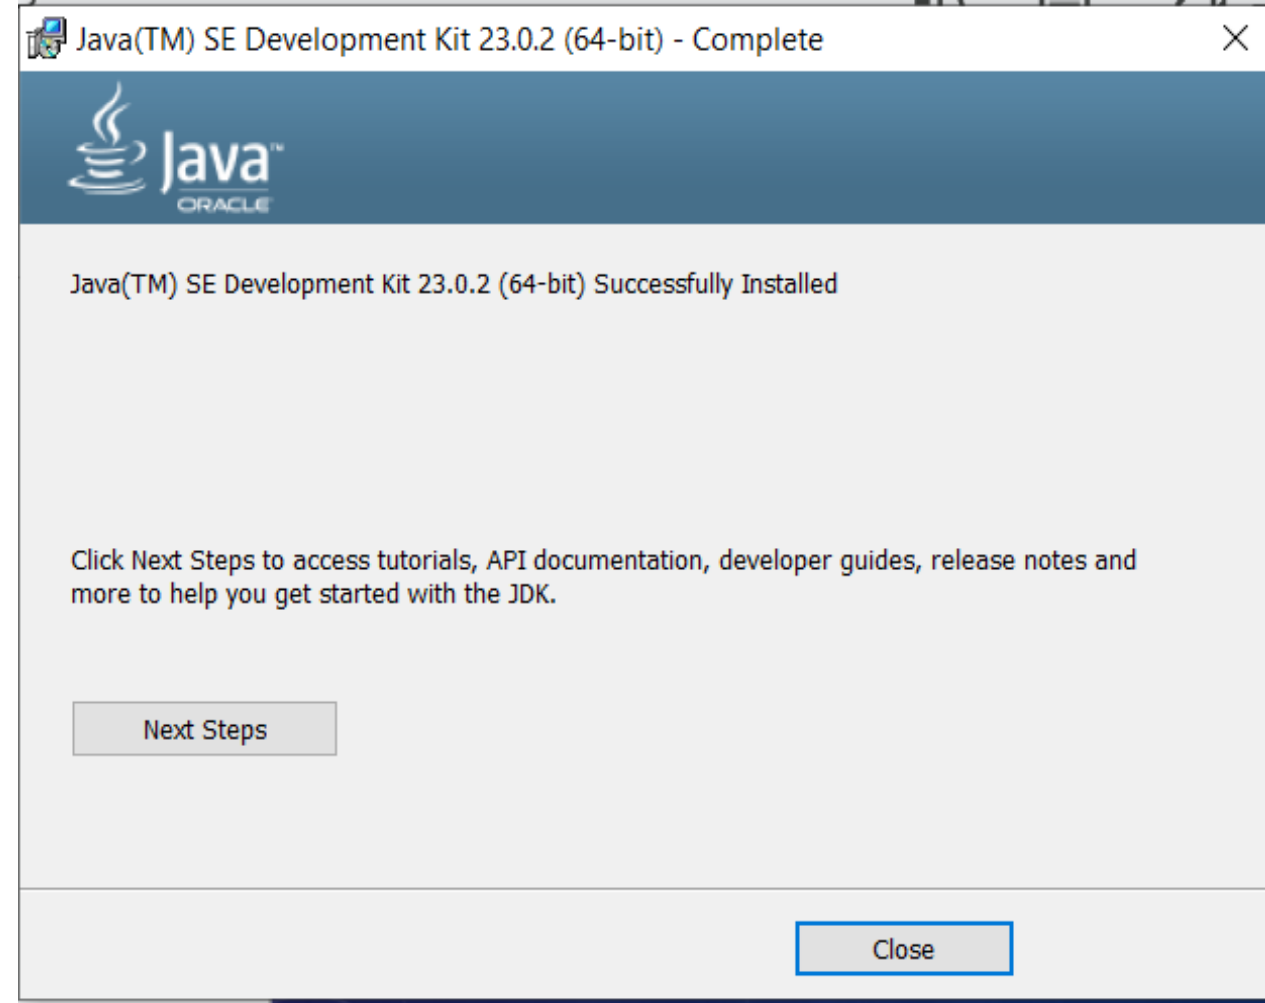 Java(TM) SE Development Kit 23.0.2 (64-bit) - Complete
Java™
ORACLE
Java(TM) SE Development Kit 23.0.2 (64-bit) Successfully Installed
Click Next Steps to access tutorials, API documentation, developer guides, release notes and
more to help you get started with the JDK.
Next Steps
Close